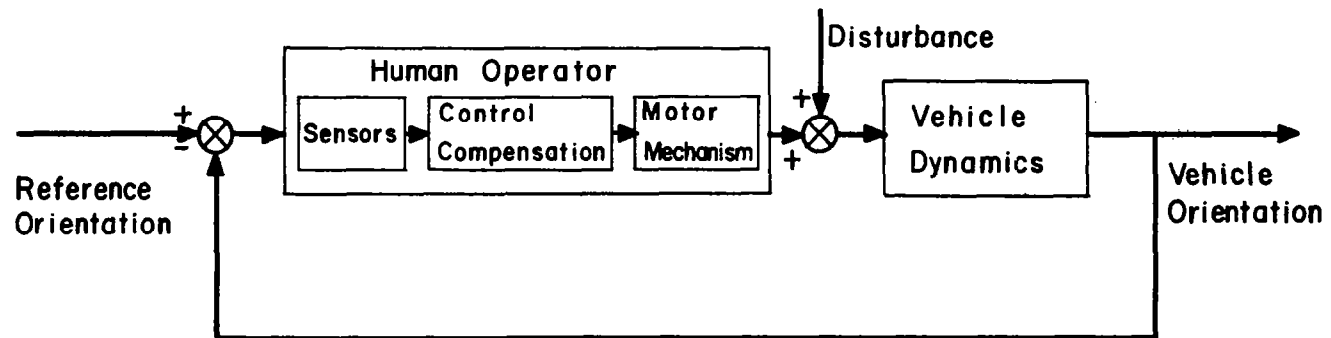 Disturbance
Human Operator
+
+
Sensors
Control
Compensation
Motor
Mechanism
Vehicle
Dynamics
−
+
Reference
Orientation
Vehicle
Orientation